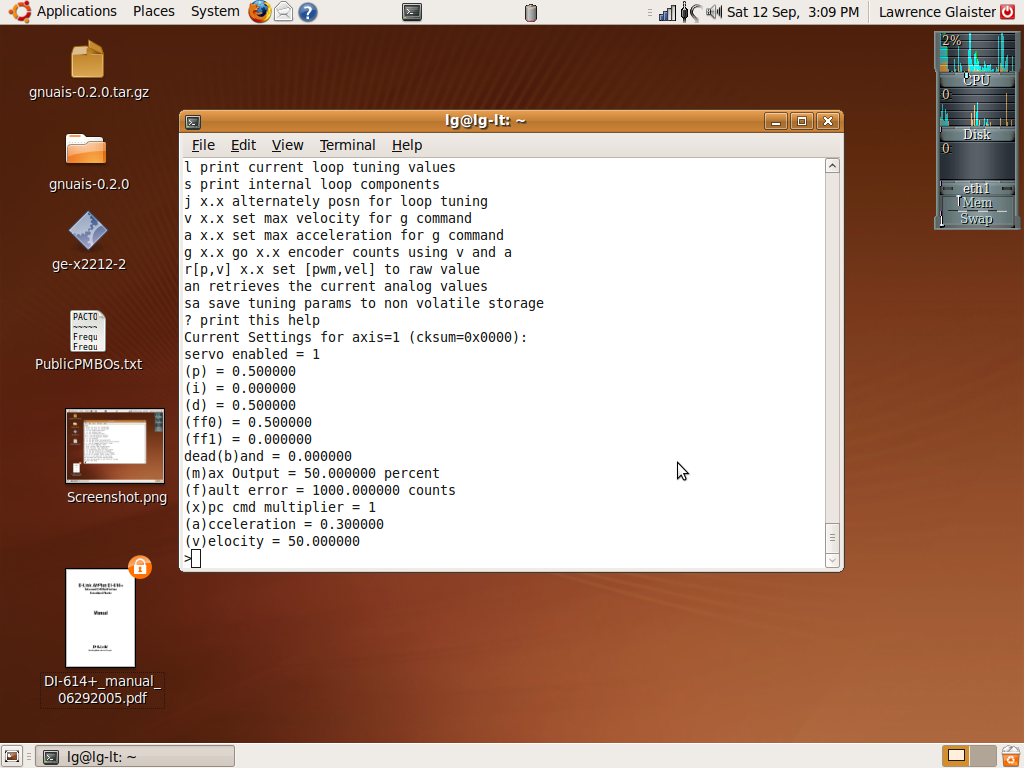 Applications Places System Sat 12 Sep, 3:09 PM Lawrence Glaister
gnuais-0.2.0.tar.gz
gnuais-0.2.0
ge-x2212-2
PACTO
~~~~~
Frequ
Frequ
PublicPMBOs.txt
Screenshot.png
Manual
DI-614+_manual_
06292005.pdf
lg@lg-lt: ~
File Edit View Terminal Help
l print current loop tuning values
s print internal loop components
j x.x alternately posn for loop tuning
v x.x set max velocity for g command
a x.x set max acceleration for g command
g x.x go x.x encoder counts using v and a
r[p,v] x.x set [pwm,vel] to raw value
an retrieves the current analog values
sa save tuning params to non volatile storage
? print this help
Current Settings for axis=1 (cksum=0x0000):
servo enabled = 1
(p) = 0.500000
(i) = 0.000000
(d) = 0.500000
(ff0) = 0.500000
(ff1) = 0.000000
dead(b)and = 0.000000
(m)ax Output = 50.000000 percent
(f)ault error = 1000.000000 counts
(x)pc cmd multiplier = 1
(a)cceleration = 0.300000
(v)elocity = 50.000000
>
2%
CPU
0
Disk
0
eth1
Mem
Swap
lg@lg-lt: ~